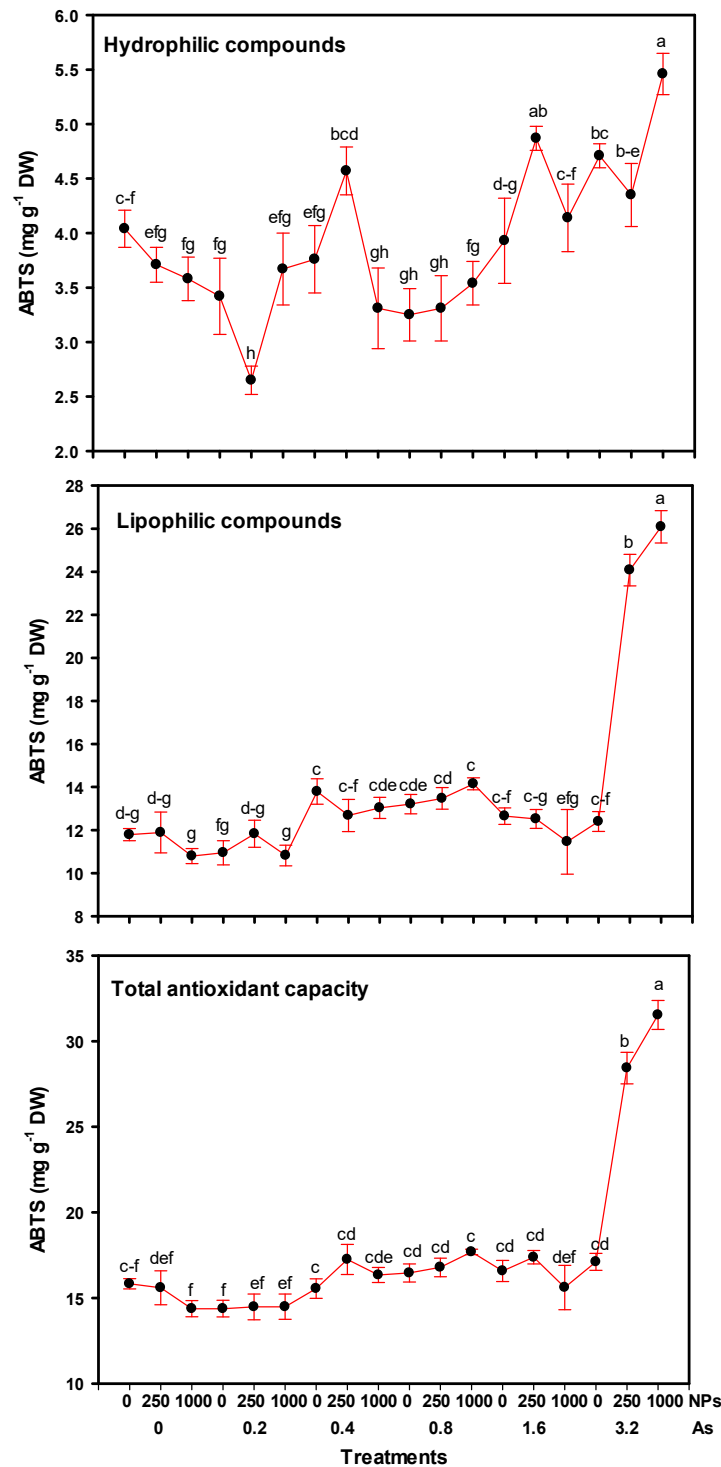 Hydrophilic compounds
ABTS (mg g⁻¹ DW)
6.0
5.5
5.0
4.5
4.0
3.5
3.0
2.5
2.0
c-f
efg
fg
fg
h
efg
efg
bcd
gh
gh
gh
fg
d-g
ab
c-f
bc
b-e
a
Lipophilic compounds
ABTS (mg g⁻¹ DW)
28
26
24
22
20
18
16
14
12
10
8
d-g
d-g
g
fg
d-g
g
c
c-f
cde
cde
cd
c
c-f
c-g
efg
c-f
b
a
Total antioxidant capacity
ABTS (mg g⁻¹ DW)
35
30
25
20
15
10
c-f
def
f
f
ef
ef
c
cd
cde
cd
cd
c
cd
cd
def
cd
b
a
0 250 1000 0 250 1000 0 250 1000 0 250 1000 0 250 1000 0 250 1000 NPs
0 0.2 0.4 0.8 1.6 3.2 As
Treatments